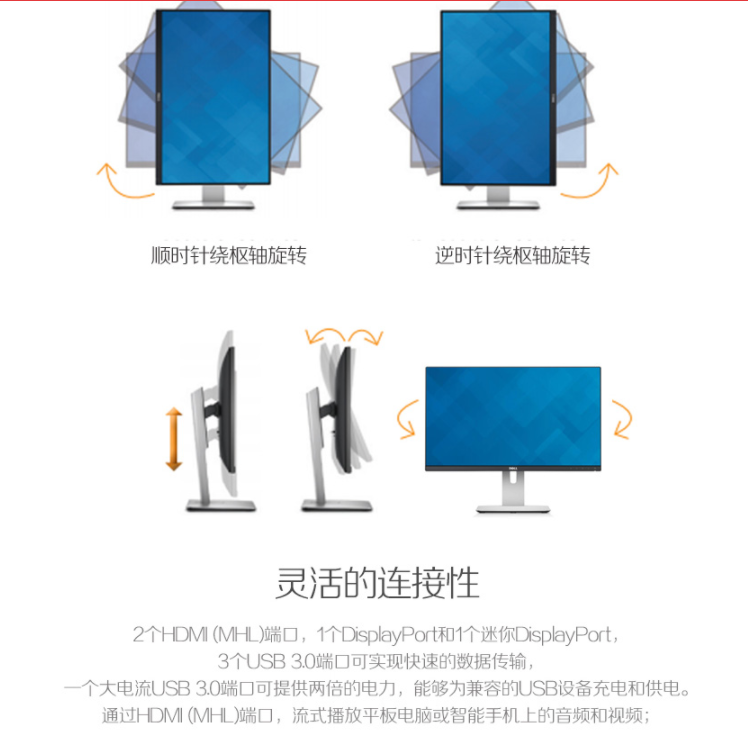 顺时针绕枢轴旋转
逆时针绕枢轴旋转
DELL
灵活的连接性
2个HDMI (MHL)端口，1个DisplayPort和1个迷你DisplayPort，
3个USB 3.0端口可实现快速的数据传输，
一个大电流USB 3.0端口可提供两倍的电力，能够为兼容的USB设备充电和供电。
通过HDMI (MHL)端口，流式播放平板电脑或智能手机上的音频和视频；